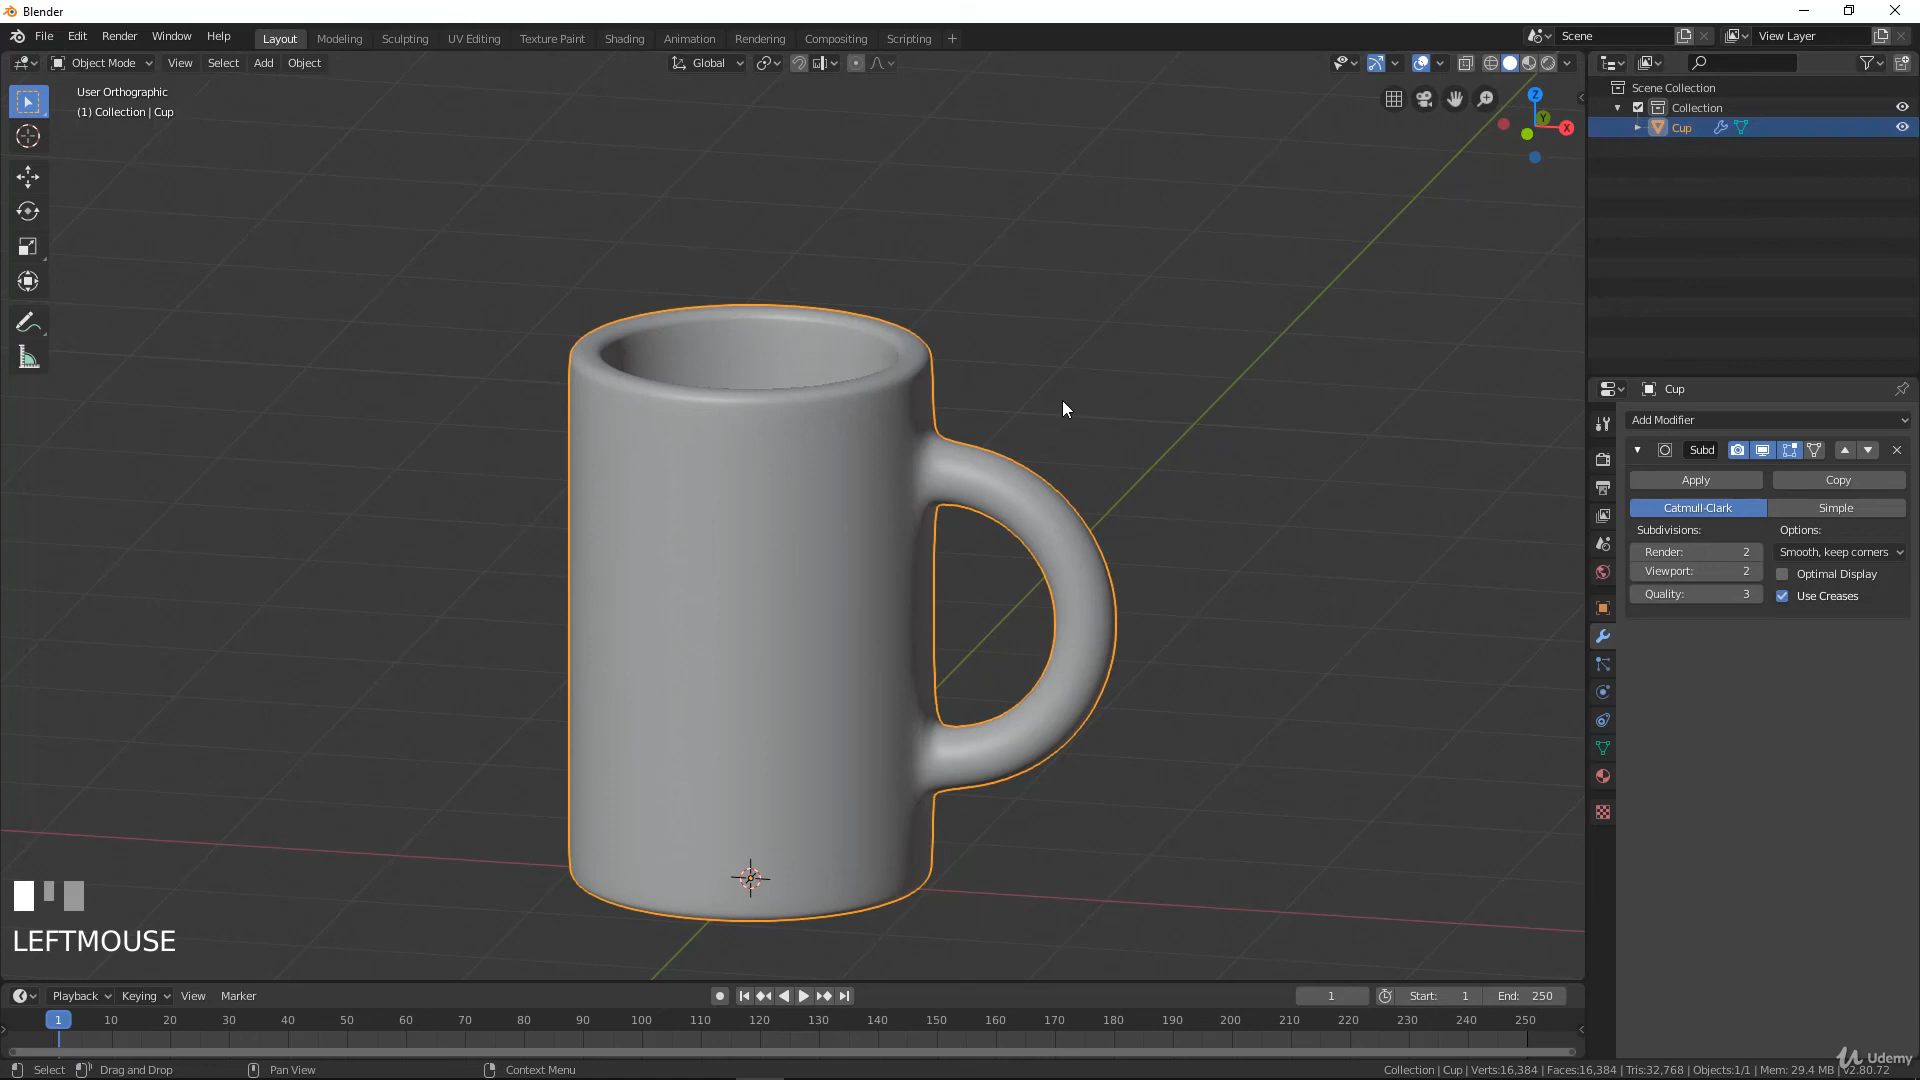 Blender
File Edit Render Window Help Layout Modeling Sculpting UV Editing Texture Paint Shading Animation Rendering Compositing Scripting + Scene View Layer
Object Mode View Select Add Object Global
User Orthographic
(1) Collection | Cup
Z
Y
X
Scene Collection
Collection
Cup
Cup
Add Modifier
Subd
Apply Copy
Catmull-Clark Simple
Subdivisions: Options:
Render: 2 Smooth, keep corners
Viewport: 2 Optimal Display
Quality: 3 Use Creases
LEFTMOUSE
Playback Keying View Marker 1 Start: 1 End: 250
1 10 20 30 40 50 60 70 80 90 100 110 120 130 140 150 160 170 180 190 200 210 220 230 240 250
Select Drag and Drop Pan View Context Menu Collection | Cup | Verts:16,384 | Faces:16,384 | Tris:32,768 | Objects:1/1 | Mem: 29.4 MB | v2.80.72
Udemy